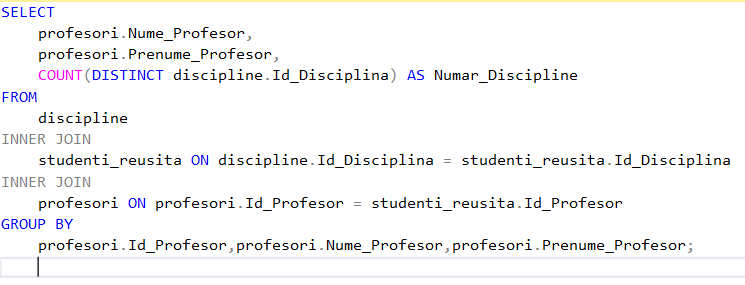 SELECT
profesori.Nume_Profesor,
profesori.Prenume_Profesor,
COUNT(DISTINCT discipline.Id_Disciplina) AS Numar_Discipline
FROM
discipline
INNER JOIN
studenti_reusita ON discipline.Id_Disciplina = studenti_reusita.Id_Disciplina
INNER JOIN
profesori ON profesori.Id_Profesor = studenti_reusita.Id_Profesor
GROUP BY
profesori.Id_Profesor,profesori.Nume_Profesor,profesori.Prenume_Profesor;